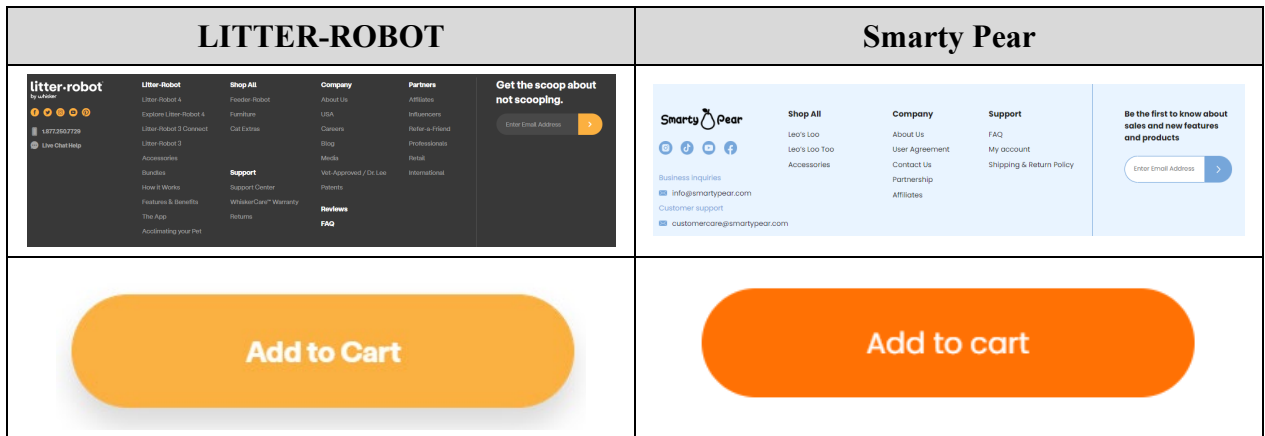 LITTER-ROBOT
Smarty Pear
litter-robot
by whisker
1.877.250.7729
Live Chat Help
Litter-Robot
Litter-Robot 4
Explore Litter-Robot 4
Litter-Robot 3 Connect
Litter-Robot 3
Accessories
Bundles
How it Works
Features & Benefits
The App
Acclimating your Pet
Shop All
Feeder-Robot
Furniture
Cat Extras
Support
Support Center
WhiskerCare™ Warranty
Returns
Company
About Us
USA
Careers
Blog
Media
Vet-Approved / Dr. Lee
Patents
Reviews
FAQ
Partners
Affiliates
Influencers
Refer-a-Friend
Professionals
Retail
International
Get the scoop about
not scooping.
Enter Email Address
Smarty Pear
Business inquiries
info@smartypear.com
Customer support
customercare@smartypear.com
Shop All
Leo's Loo
Leo's Loo Too
Accessories
Company
About Us
User Agreement
Contact Us
Partnership
Affiliates
Support
FAQ
My account
Shipping & Return Policy
Be the first to know about
sales and new features
and products
Enter Email Address
Add to Cart
Add to cart